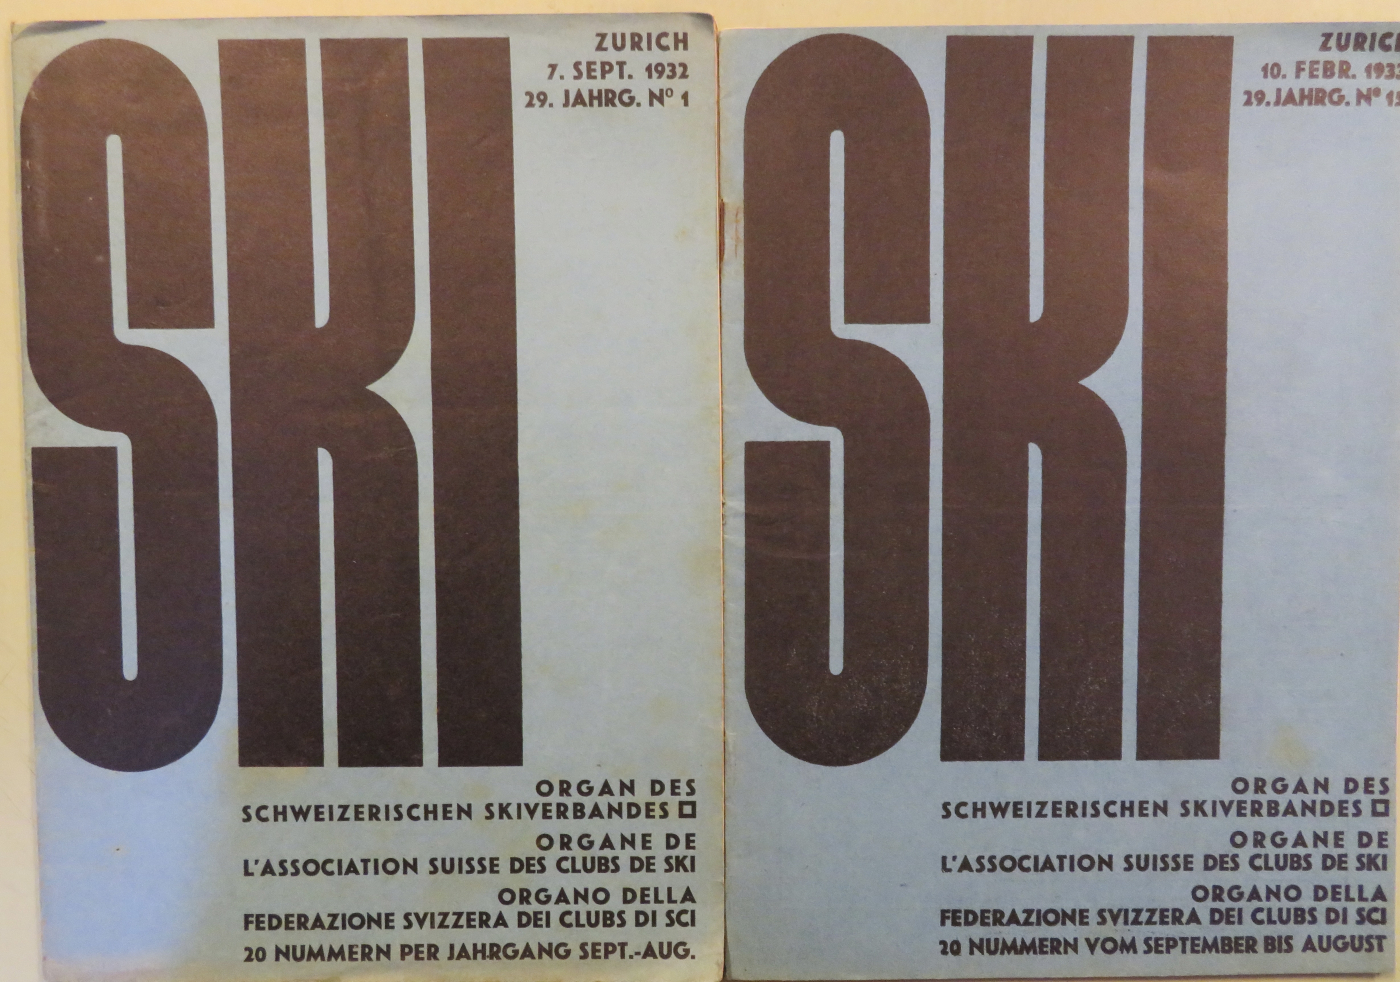 SKI
ZURICH
7. SEPT. 1932
29. JAHRG. Nº 1
ORGAN DES
SCHWEIZERISCHEN SKIVERBANDES
ORGANE DE
L'ASSOCIATION SUISSE DES CLUBS DE SKI
ORGANO DELLA
FEDERAZIONE SVIZZERA DEI CLUBS DI SCI
20 NUMMERN PER JAHRGANG SEPT.-AUG.
SKI
ZURICH
10. FEBR. 1933
29. JAHRG. Nº
ORGAN DES
SCHWEIZERISCHEN SKIVERBANDES
ORGANE DE
L'ASSOCIATION SUISSE DES CLUBS DE SKI
ORGANO DELLA
FEDERAZIONE SVIZZERA DEI CLUBS DI SCI
20 NUMMERN VOM SEPTEMBER BIS AUGUST